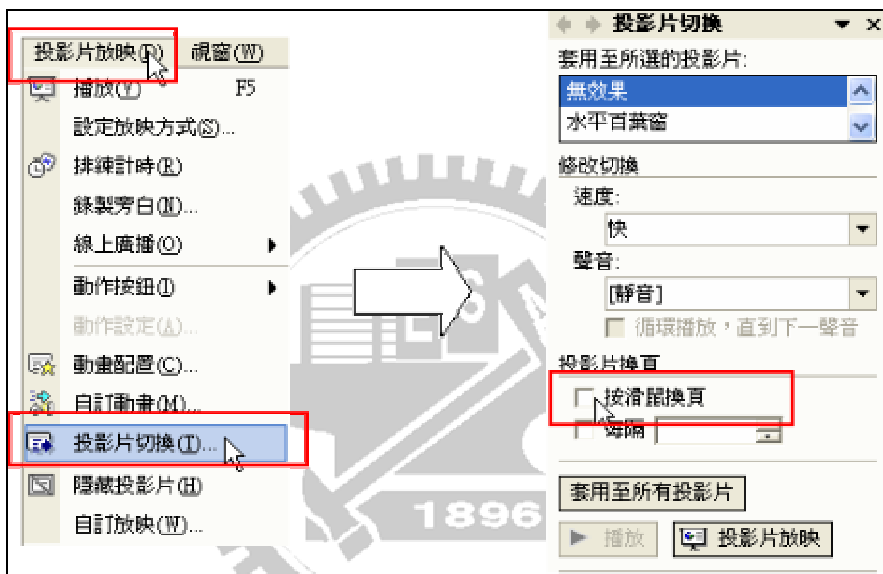 投影片放映(D) 視窗(W)
播放(V) F5
設定放映方式(S)...
排練計時(R)
錄製旁白(N)...
線上廣播(O)
動作按鈕(I)
動作設定(A)...
動畫配置(C)...
自訂動畫(M)...
投影片切換(T)...
隱藏投影片(H)
自訂放映(W)...
投影片切換
套用至所選的投影片:
無效果
水平百葉窗
修改切換
速度:
快
聲音:
[靜音]
循環播放，直到下一聲音
投影片換頁
按滑鼠換頁
每隔
套用至所有投影片
播放 投影片放映
ES
1896